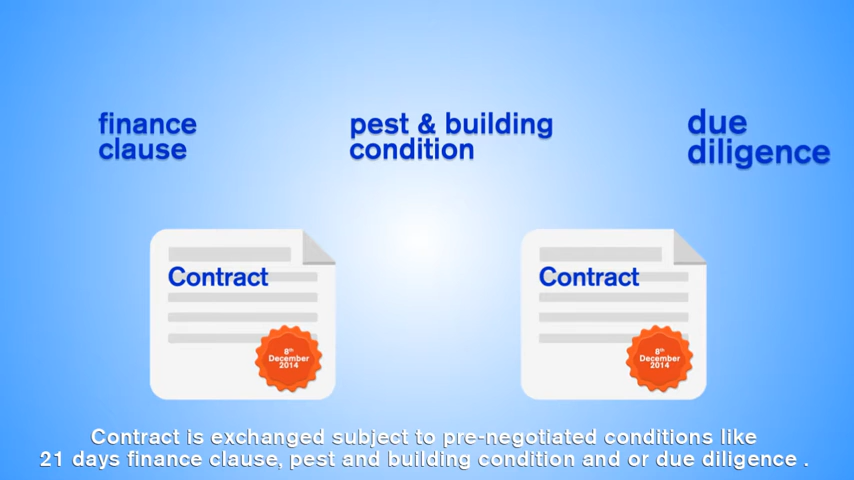 finance
clause
pest & building
condition
due
diligence
Contract
8th
December
2014
Contract
8th
December
2014
Contract is exchanged subject to pre-negotiated conditions like
21 days finance clause, pest and building condition and or due diligence .